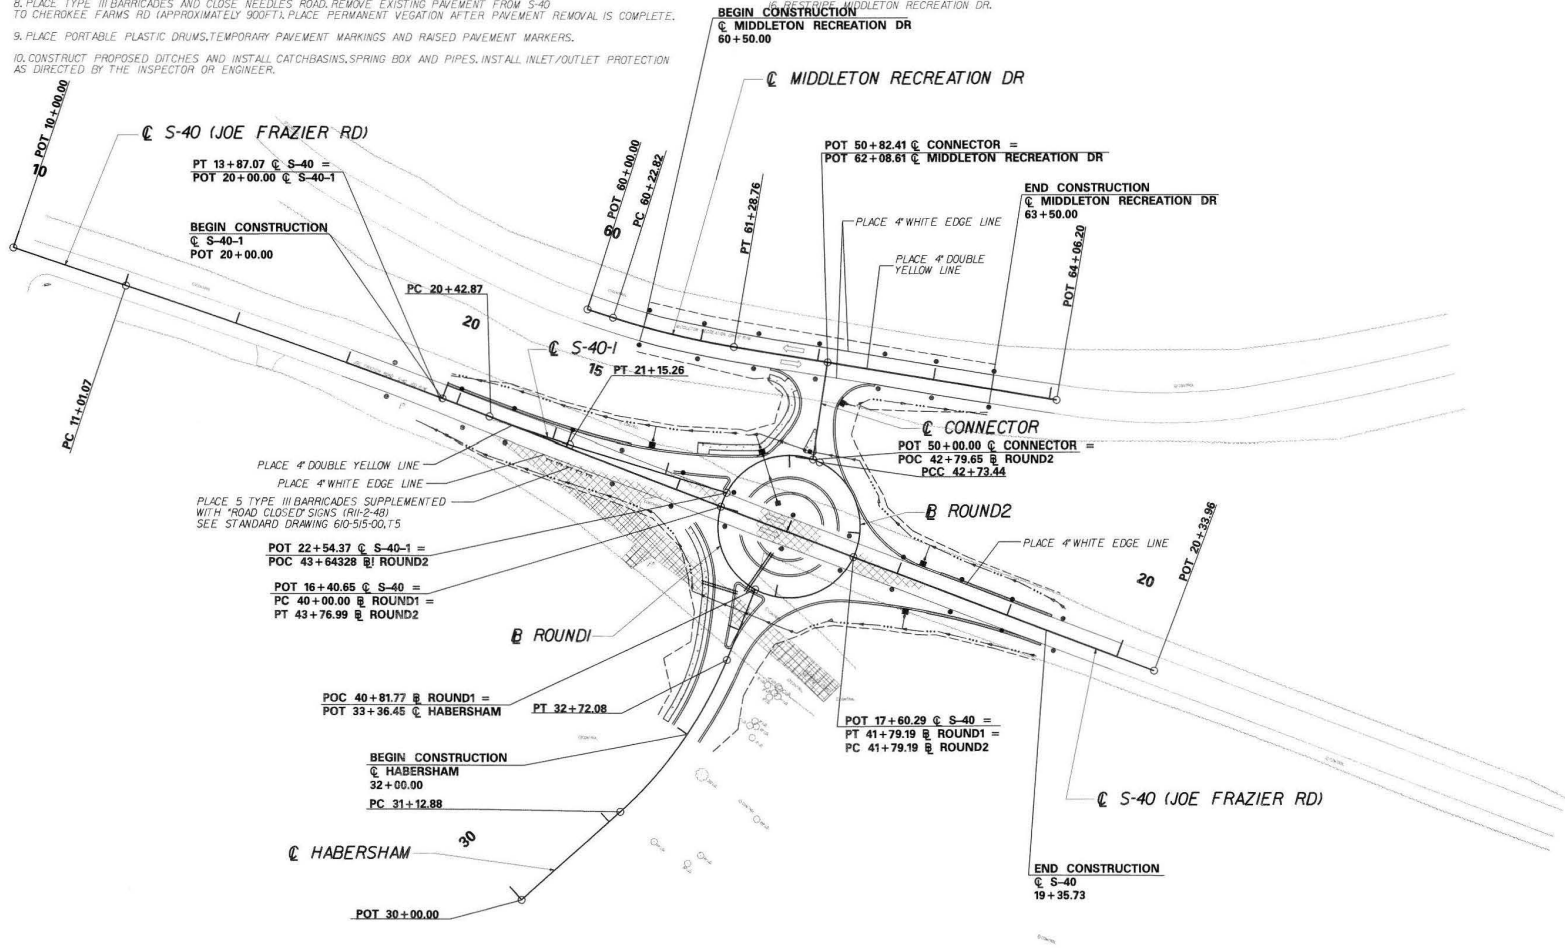 8. PLACE TYPE III BARRICADES AND CLOSE NEEDLES ROAD. REMOVE EXISTING PAVEMENT FROM S-40
TO CHEROKEE FARMS RD (APPROXIMATELY 900FT). PLACE PERMANENT VEGATION AFTER PAVEMENT REMOVAL IS COMPLETE.
9. PLACE PORTABLE PLASTIC DRUMS, TEMPORARY PAVEMENT MARKINGS AND RAISED PAVEMENT MARKERS.
10. CONSTRUCT PROPOSED DITCHES AND INSTALL CATCHBASINS, SPRING BOX AND PIPES. INSTALL INLET/OUTLET PROTECTION
AS DIRECTED BY THE INSPECTOR OR ENGINEER.
16. RESTRIPE MIDDLETON RECREATION DR.
BEGIN CONSTRUCTION
℄ MIDDLETON RECREATION DR
60+50.00
℄ MIDDLETON RECREATION DR
POT 10+00.00
10
℄ S-40 (JOE FRAZIER RD)
PT 13+87.07 ℄ S-40 =
POT 20+00.00 ℄ S-40-1
BEGIN CONSTRUCTION
℄ S-40-1
POT 20+00.00
POT 60+00.00
60
PC 60+22.82
PT 61+28.76
POT 50+82.41 ℄ CONNECTOR =
POT 62+08.61 ℄ MIDDLETON RECREATION DR
END CONSTRUCTION
℄ MIDDLETON RECREATION DR
63+50.00
PLACE 4" WHITE EDGE LINE
PLACE 4" DOUBLE
YELLOW LINE
POT 64+06.20
PC 20+42.87
20
℄ S-40-1
15
PT 21+15.26
PC 11+01.07
℄ CONNECTOR
POT 50+00.00 ℄ CONNECTOR =
POC 42+79.65 B ROUND2
PCC 42+73.44
PLACE 4" DOUBLE YELLOW LINE
PLACE 4" WHITE EDGE LINE
PLACE 5 TYPE III BARRICADES SUPPLEMENTED
WITH "ROAD CLOSED" SIGNS (R11-2-48)
SEE STANDARD DRAWING 610-515-00, T5
B ROUND2
PLACE 4" WHITE EDGE LINE
20
POT 20+33.96
POT 22+54.37 ℄ S-40-1 =
POC 43+64328 B! ROUND2
POT 16+40.65 ℄ S-40 =
PC 40+00.00 B ROUND1 =
PT 43+76.99 B ROUND2
B ROUND1
POC 40+81.77 B ROUND1 =
POT 33+36.45 ℄ HABERSHAM
PT 32+72.08
POT 17+60.29 ℄ S-40 =
PT 41+79.19 B ROUND1 =
PC 41+79.19 B ROUND2
BEGIN CONSTRUCTION
℄ HABERSHAM
32+00.00
PC 31+12.88
℄ HABERSHAM
30
POT 30+00.00
℄ S-40 (JOE FRAZIER RD)
END CONSTRUCTION
℄ S-40
19+35.73